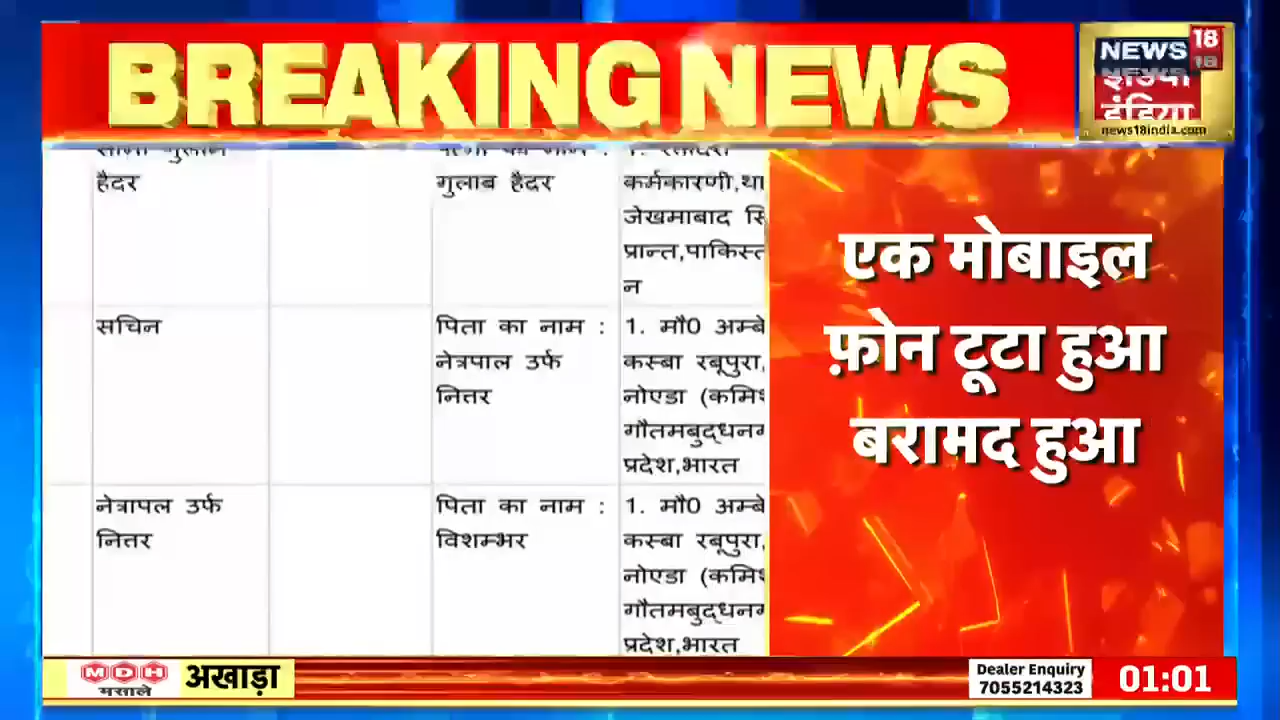 BREAKING NEWS
NEWS 18
इंडिया
news18india.com
हैदर
गुलाब हैदर
कर्मकारणी,था
जेखमाबाद सि
प्रान्त,पाकिस्त
न
सचिन
पिता का नाम :
नेत्रपाल उर्फ
नित्तर
1. मौ0 अम्बे
कस्बा रबूपुरा,
नोएडा (कमिश
गौतमबुद्धनग
प्रदेश,भारत
नेत्रापल उर्फ
नित्तर
पिता का नाम :
विशम्भर
1. मौ0 अम्बे
कस्बा रबूपुरा,
नोएडा (कमिश
गौतमबुद्धनग
प्रदेश,भारत
एक मोबाइल
फ़ोन टूटा हुआ
बरामद हुआ
MDH
मसाले
अखाड़ा
Dealer Enquiry
7055214323
01:01